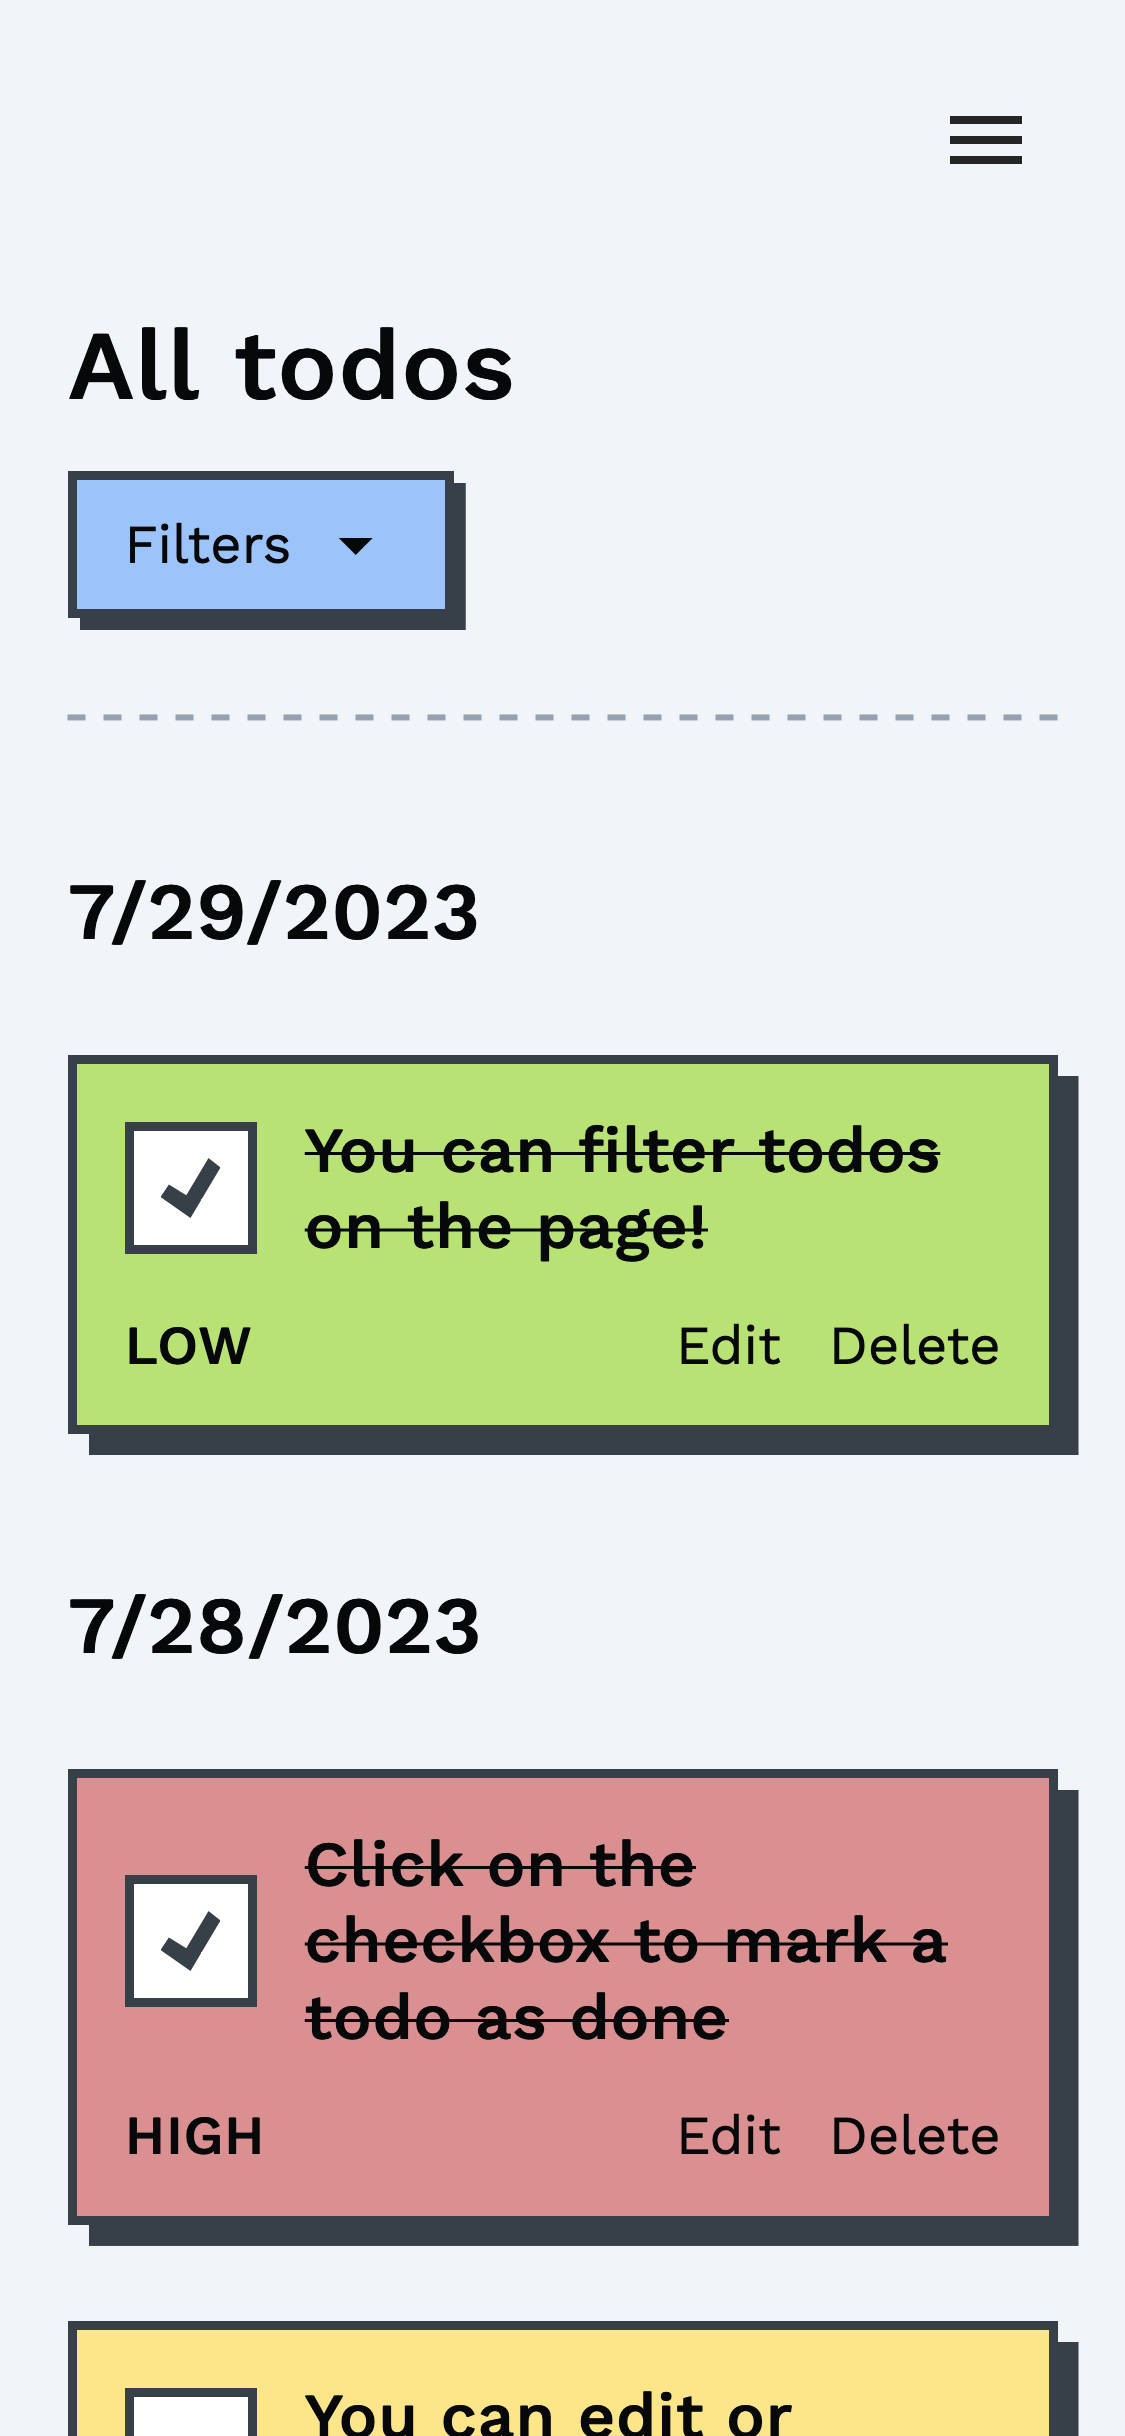 All todos
Filters
7/29/2023
You can filter todos
on the page!
LOW
Edit
Delete
7/28/2023
Click on the
checkbox to mark a
todo as done
HIGH
Edit
Delete
You can edit or